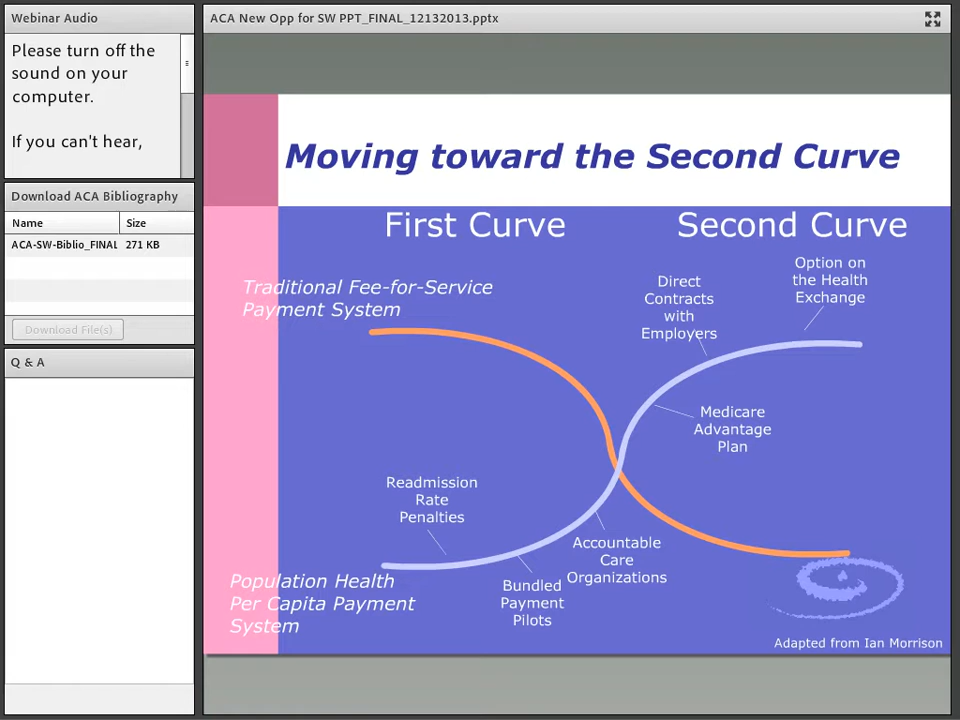 Webinar Audio
Please turn off the
sound on your
computer.
If you can't hear,
Download ACA Bibliography
Name Size
ACA-SW-Biblio_FINAL 271 KB
Download File(s)
Q & A
ACA New Opp for SW PPT_FINAL_12132013.pptx
Moving toward the Second Curve
First Curve
Second Curve
Traditional Fee-for-Service
Payment System
Direct
Contracts
with
Employers
Option on
the Health
Exchange
Medicare
Advantage
Plan
Readmission
Rate
Penalties
Accountable
Care
Organizations
Bundled
Payment
Pilots
Population Health
Per Capita Payment
System
Adapted from Ian Morrison